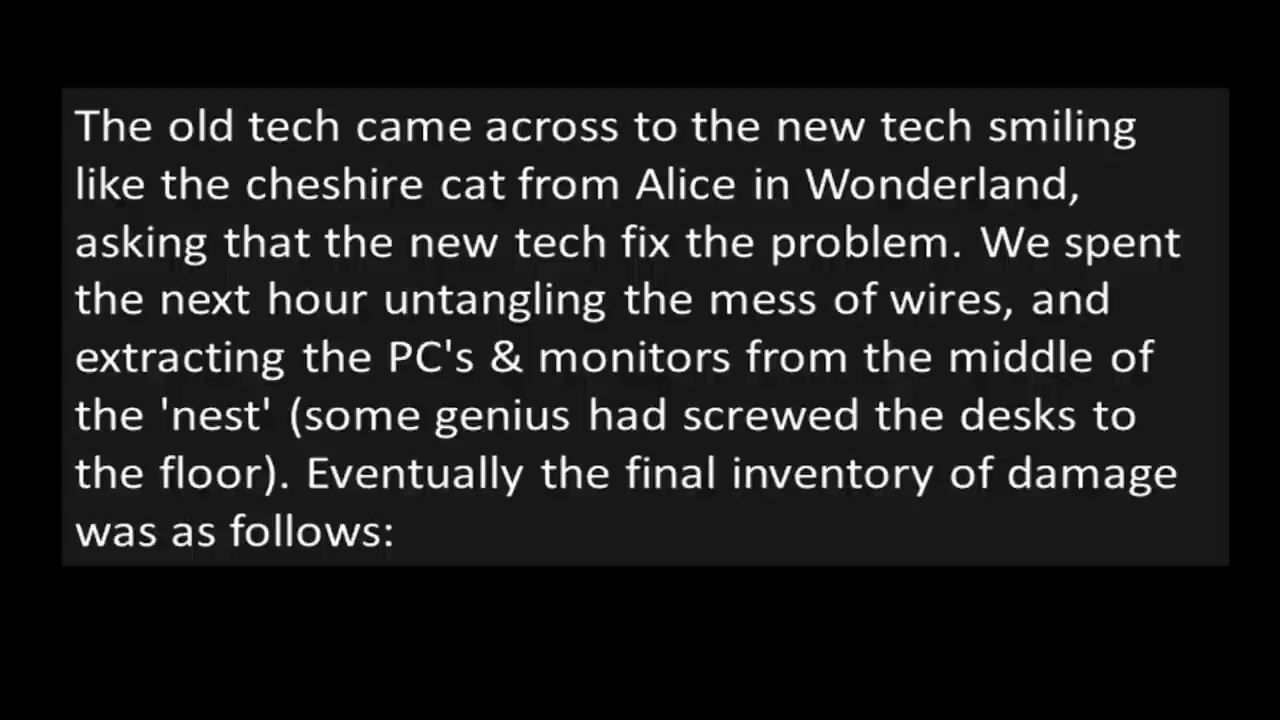 The old tech came across to the new tech smiling
like the cheshire cat from Alice in Wonderland,
asking that the new tech fix the problem. We spent
the next hour untangling the mess of wires, and
extracting the PC's & monitors from the middle of
the 'nest' (some genius had screwed the desks to
the floor). Eventually the final inventory of damage
was as follows: